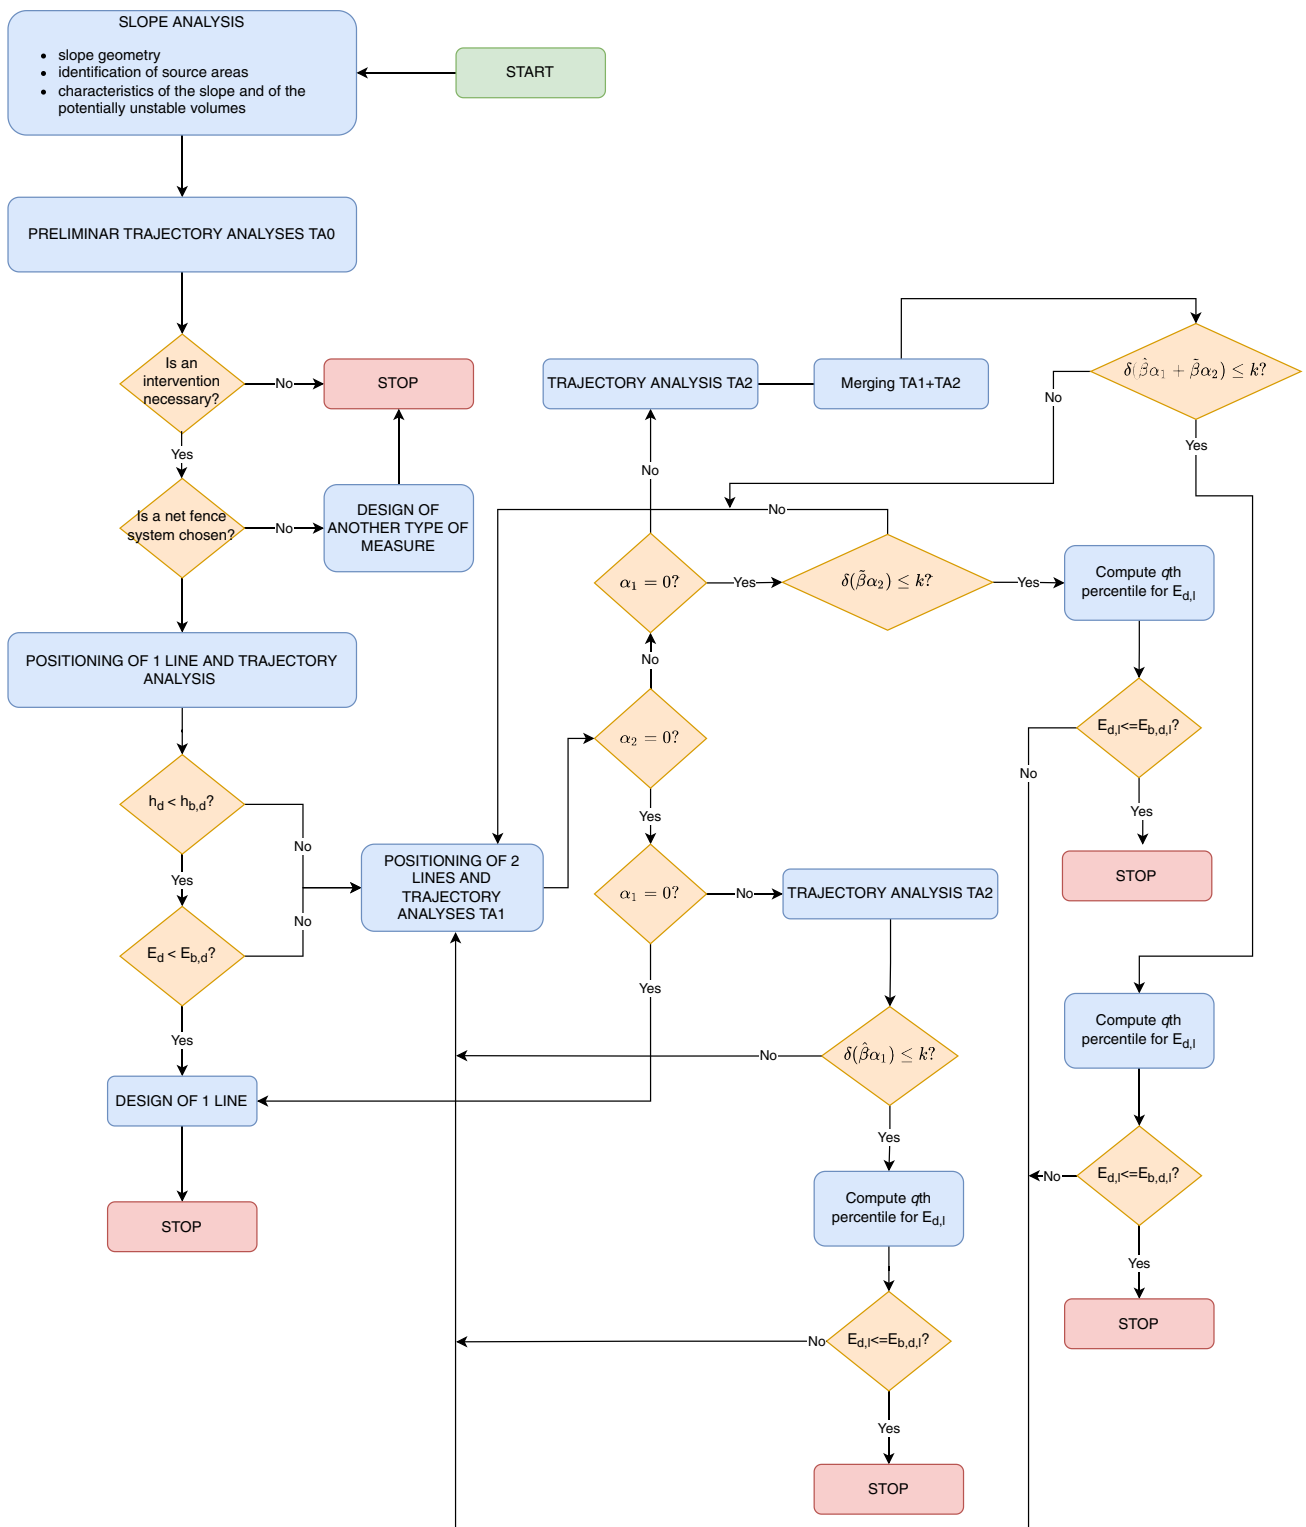 SLOPE ANALYSIS
• slope geometry
• identification of source areas
• characteristics of the slope and of the
potentially unstable volumes
START
PRELIMINAR TRAJECTORY ANALYSES TA0
Is an
intervention
necessary?
No
STOP
Yes
Is a net fence
system chosen?
No
DESIGN OF
ANOTHER TYPE OF
MEASURE
POSITIONING OF 1 LINE AND TRAJECTORY
ANALYSIS
h_d < h_b,d?
No
Yes
E_d < E_b,d?
No
Yes
DESIGN OF 1 LINE
STOP
POSITIONING OF 2
LINES AND
TRAJECTORY
ANALYSES TA1
TRAJECTORY ANALYSIS TA2
Merging TA1+TA2
δ(β̂α₁ + β̃α₂) ≤ k?
No
Yes
No
No
α₁ = 0?
Yes
δ(β̃α₂) ≤ k?
Yes
Compute qth
percentile for E_d,l
No
α₂ = 0?
Yes
E_d,l<=E_b,d,l?
No
Yes
STOP
α₁ = 0?
No
TRAJECTORY ANALYSIS TA2
Yes
δ(β̂α₁) ≤ k?
No
Yes
Compute qth
percentile for E_d,l
E_d,l<=E_b,d,l?
No
Yes
STOP
Compute qth
percentile for E_d,l
E_d,l<=E_b,d,l?
No
Yes
STOP